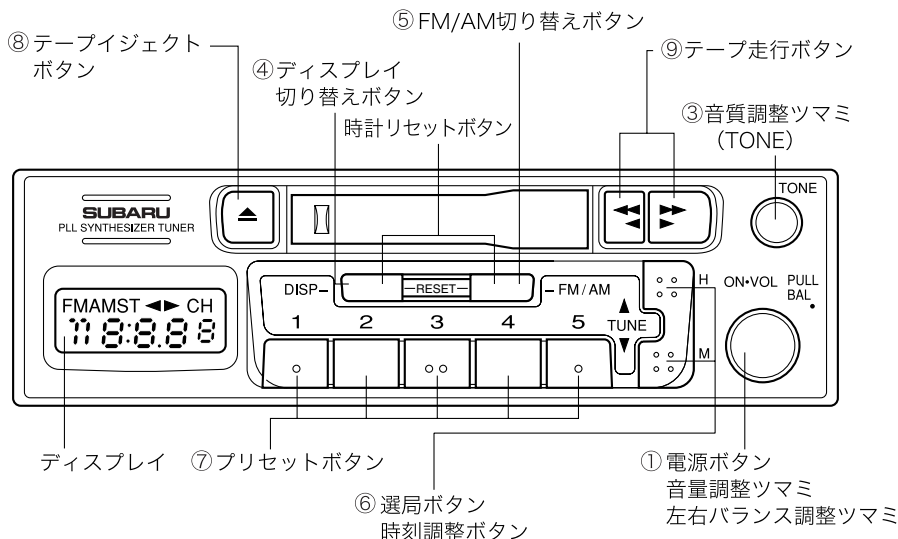 ⑤FM/AM切り替えボタン
⑧テープイジェクト
ボタン
⑨テープ走行ボタン
④ディスプレイ
切り替えボタン
③音質調整ツマミ
(TONE)
時計リセットボタン
TONE
SUBARU
PLL SYNTHESIZER TUNER
DISP
RESET
FM/AM
H
ON•VOL
PULL
BAL
FMAMST ◀▶ CH
18:8.8 8
1 2 3 4 5
▲
TUNE
▼
M
ディスプレイ
⑦プリセットボタン
①電源ボタン
音量調整ツマミ
左右バランス調整ツマミ
⑥選局ボタン
時刻調整ボタン